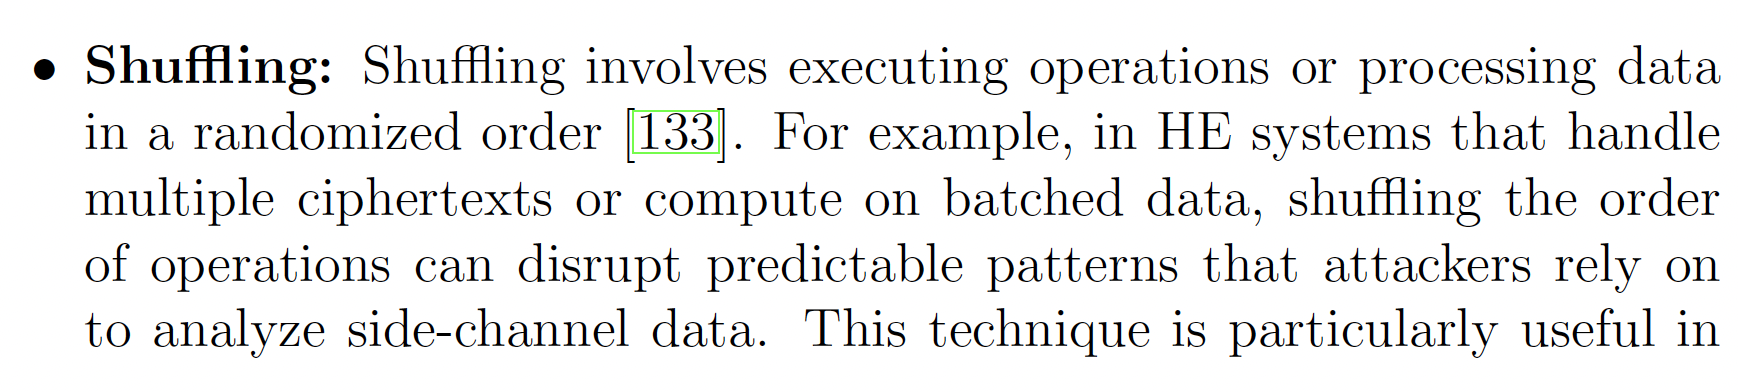 • Shuffling: Shuffling involves executing operations or processing data
in a randomized order [133]. For example, in HE systems that handle
multiple ciphertexts or compute on batched data, shuffling the order
of operations can disrupt predictable patterns that attackers rely on
to analyze side-channel data. This technique is particularly useful in